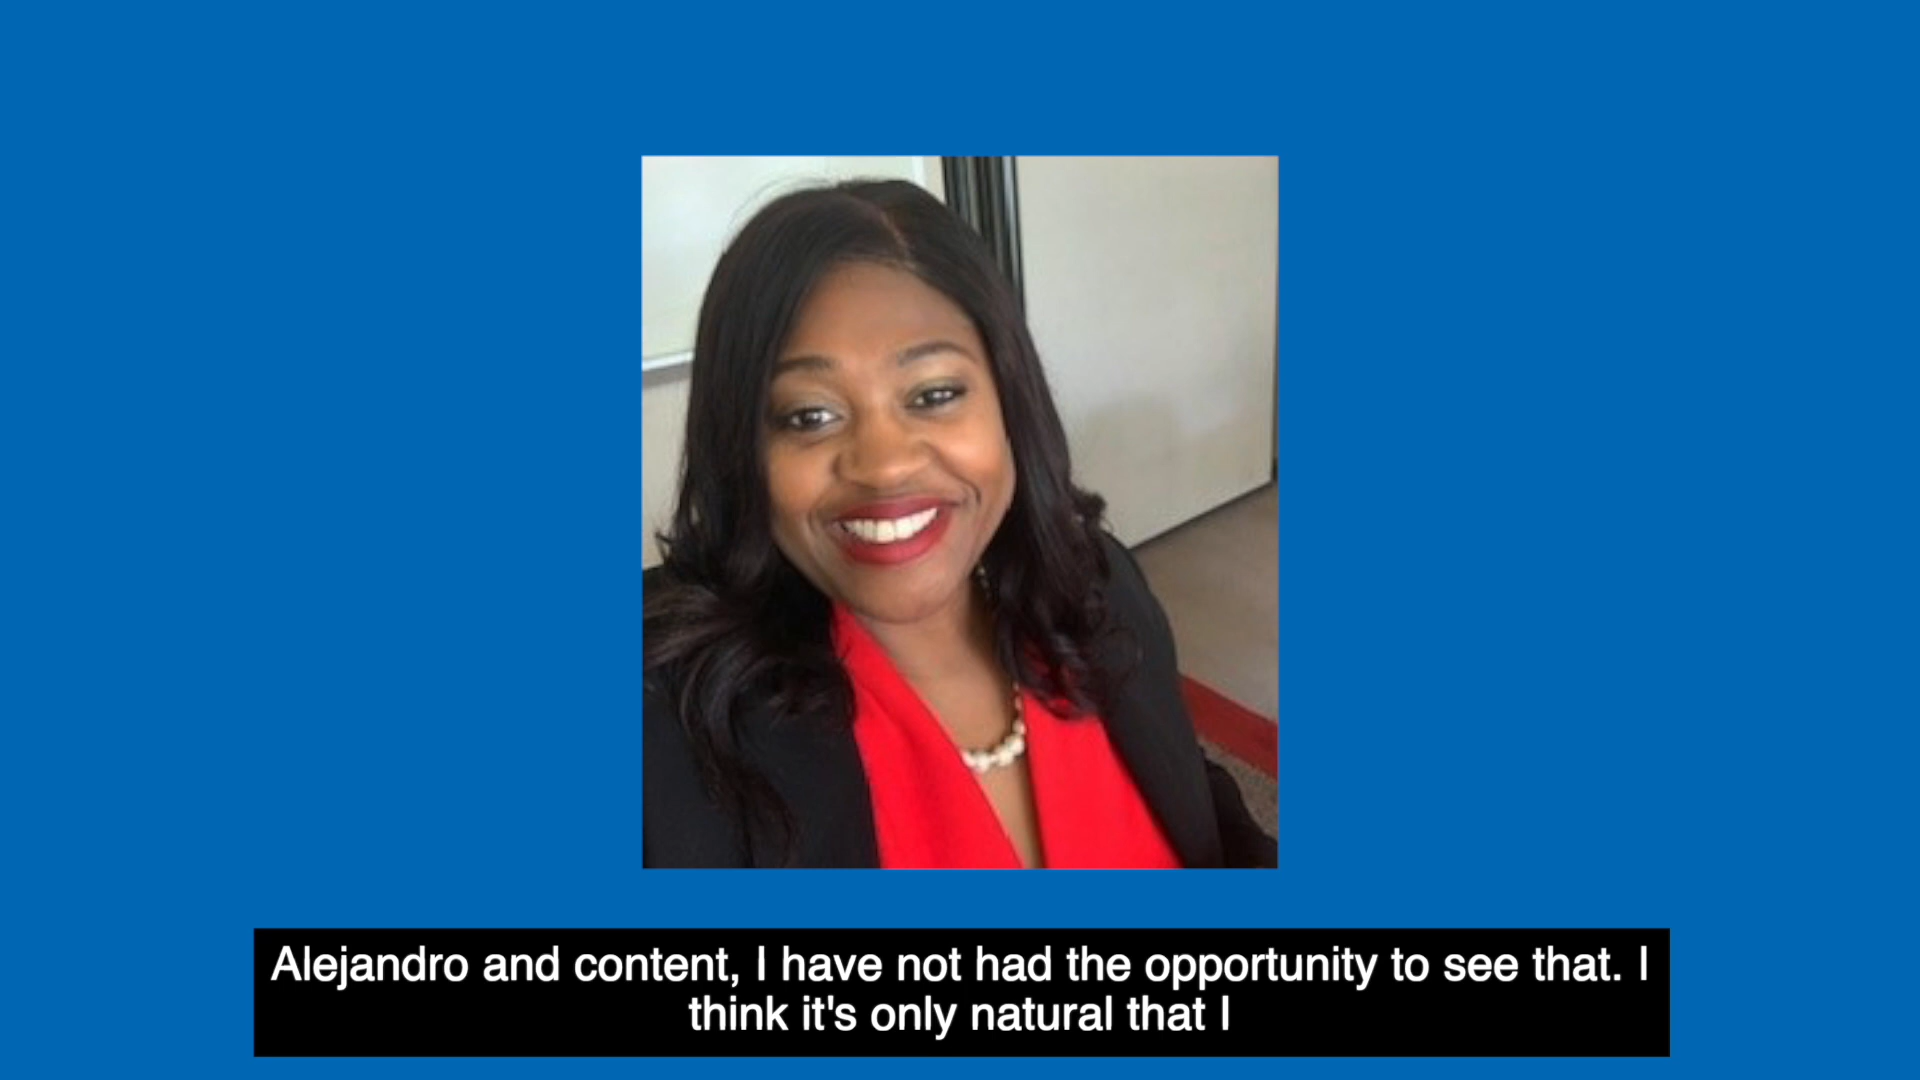 Alejandro and content, I have not had the opportunity to see that. I
think it's only natural that I